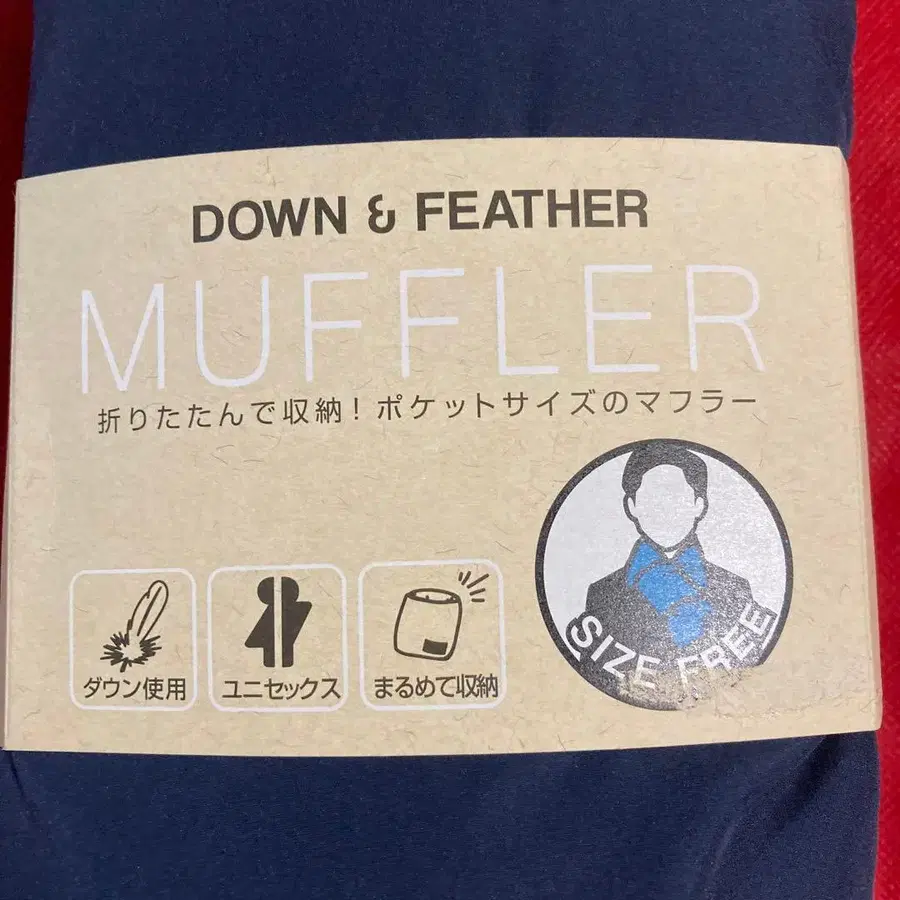 DOWN & FEATHER
MUFFLER
折りたたんで収納！ポケットサイズのマフラー
ダウン使用
ユニセックス
まるめて収納
SIZE FREE